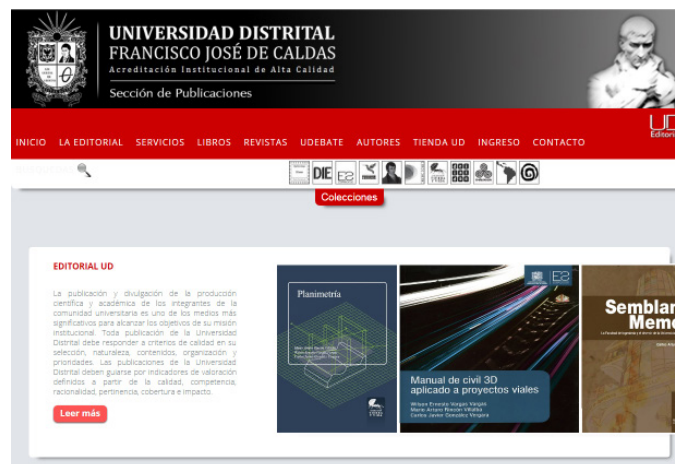 UNIVERSIDAD DISTRITAL
FRANCISCO JOSÉ DE CALDAS
Acreditación Institucional de Alta Calidad
Sección de Publicaciones
UD
Editorial
INICIO LA EDITORIAL SERVICIOS LIBROS REVISTAS UDEBATE AUTORES TIENDA UD INGRESO CONTACTO
DIE
Colecciones
EDITORIAL UD
La publicación y divulgación de la producción
científica y académica de los integrantes de la
comunidad universitaria es uno de los medios más
significativos para alcanzar los objetivos de su misión
institucional. Toda publicación de la Universidad
Distrital debe responder a criterios de calidad en su
selección, naturaleza, contenidos, organización y
prioridades. Las publicaciones de la Universidad
Distrital deben guiarse por indicadores de valoración
definidos a partir de la calidad, competencia,
racionalidad, pertinencia, cobertura e impacto.
Leer más
Planimetría
Manual de civil 3D
aplicado a proyectos viales
Wilson Ernesto Vargas Vargas
Mario Arturo Rincón Villalba
Carlos Javier González Vergara
Semblan
Memo